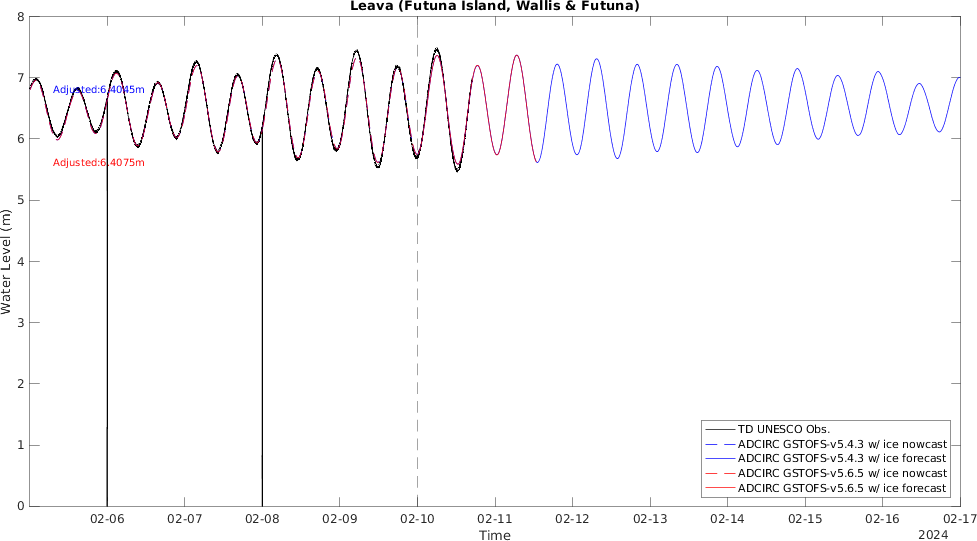 Leava (Futuna Island, Wallis & Futuna)
8
7
6
5
4
3
2
1
0
Water Level (m)
Adjusted:6.4045m
Adjusted:6.4075m
TD UNESCO Obs.
ADCIRC GSTOFS-v5.4.3 w/ ice nowcast
ADCIRC GSTOFS-v5.4.3 w/ ice forecast
ADCIRC GSTOFS-v5.6.5 w/ ice nowcast
ADCIRC GSTOFS-v5.6.5 w/ ice forecast
02-06 02-07 02-08 02-09 02-10 02-11 02-12 02-13 02-14 02-15 02-16 02-17
Time
2024